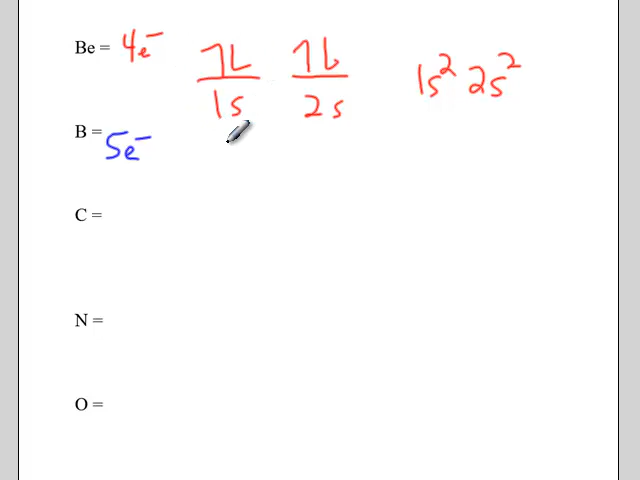 Be = 4e⁻ 1L 1L 1s² 2s²
1s 2s
B = 5e⁻
C =
N =
O =